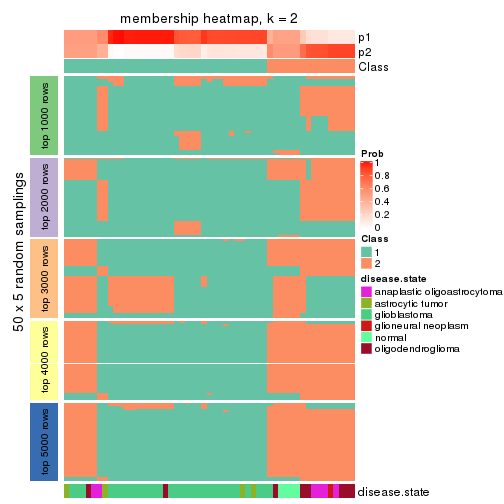 membership heatmap, k = 2
p1
p2
Class
50 x 5 random samplings
top 1000 rows
top 2000 rows
top 3000 rows
top 4000 rows
top 5000 rows
Prob
1
0.8
0.6
0.4
0.2
0
Class
1
2
disease.state
anaplastic oligoastrocytoma
astrocytic tumor
glioblastoma
glioneural neoplasm
normal
oligodendroglioma
disease.state